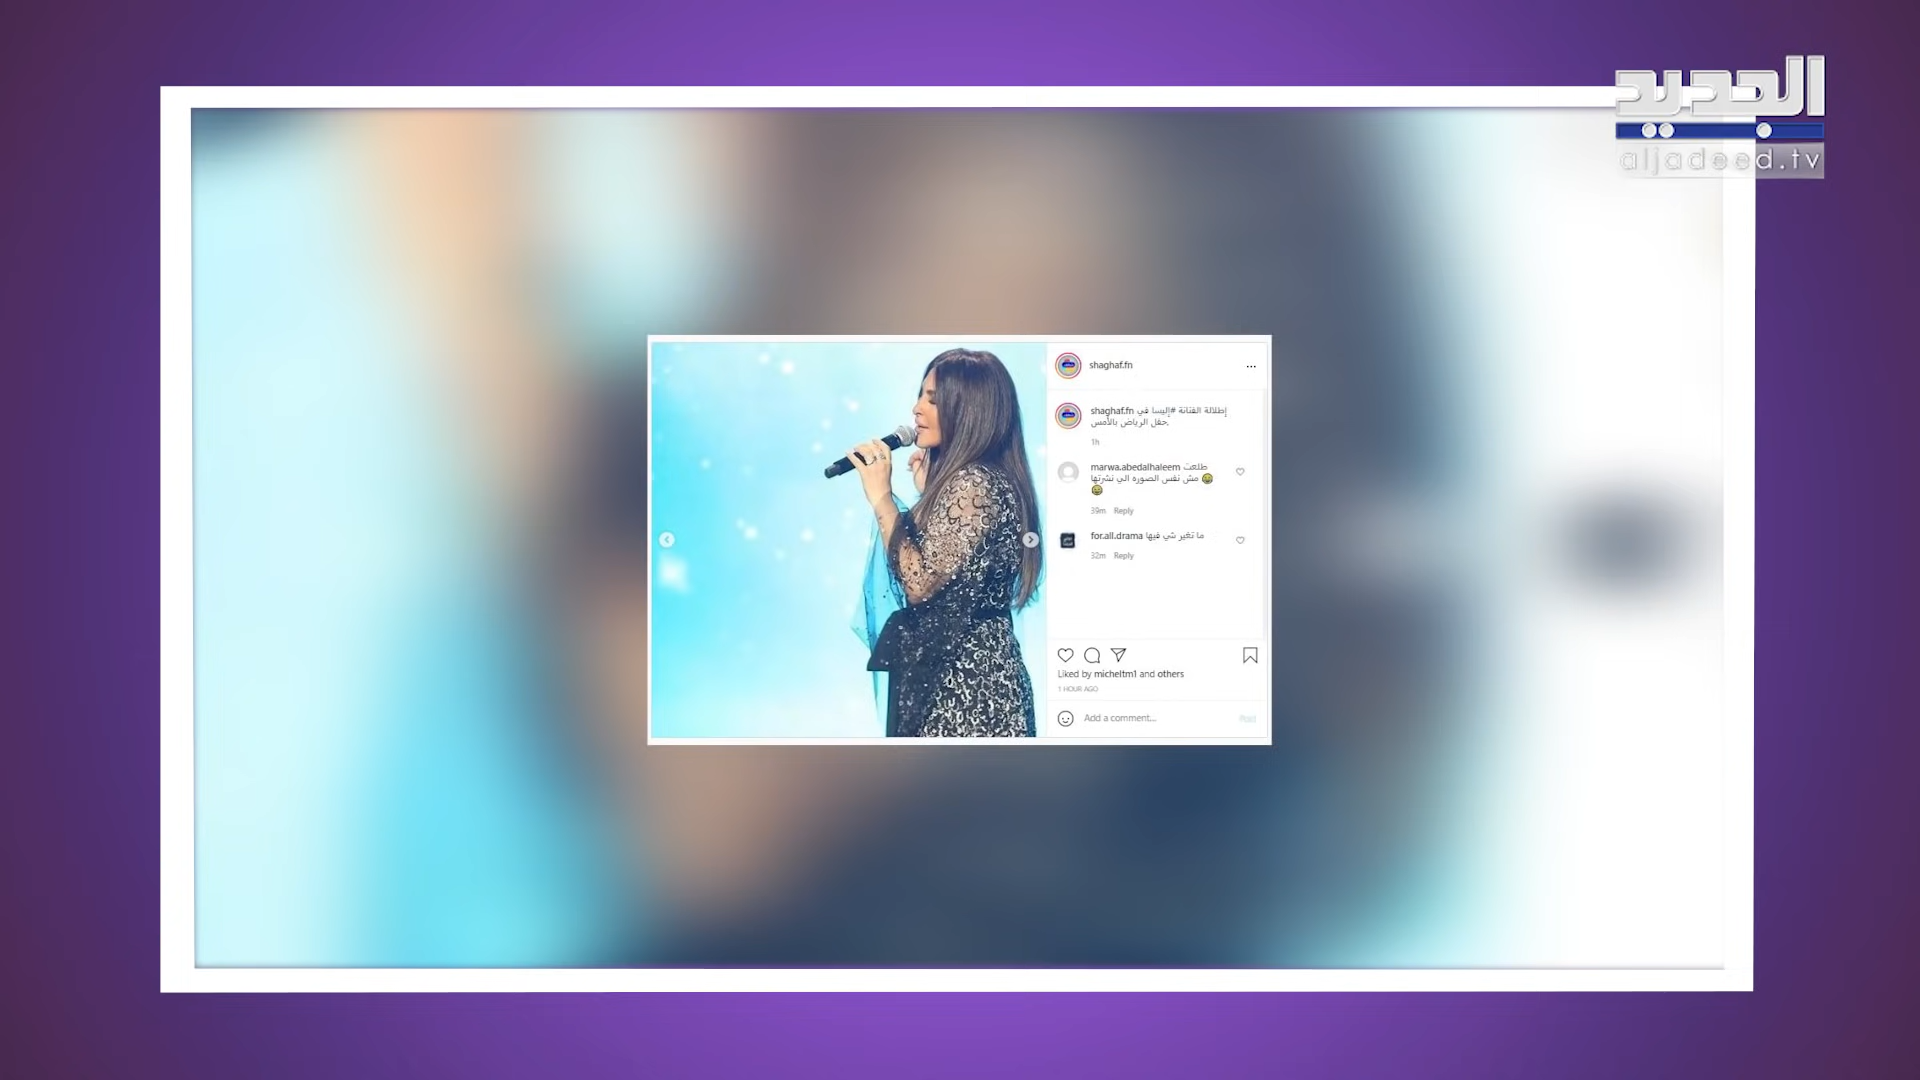 الجديد
aljadeed.tv
shaghaf.fn
shaghaf.fn إطلالة الفنانة #إليسا في
حفل الرياض بالأمس.
1h
marwa.abedalhaleem طلعت
مش نفس الصوره الي نشرتها
39m Reply
for.all.drama ما تغير شي فيها
32m Reply
Liked by micheltm1 and others
1 HOUR AGO
Add a comment... Post